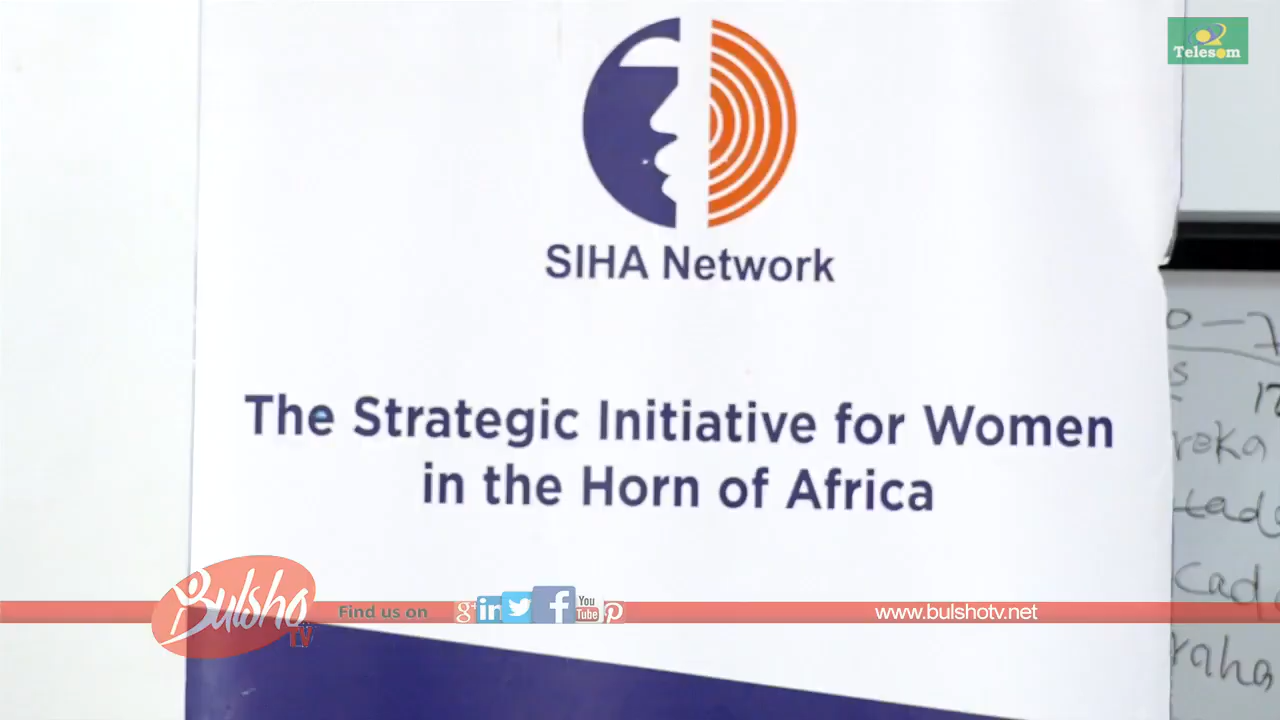 Telesom
SIHA Network
The Strategic Initiative for Women
in the Horn of Africa
Bulsho TV
Find us on
g+ in f You Tube
www.bulshotv.net